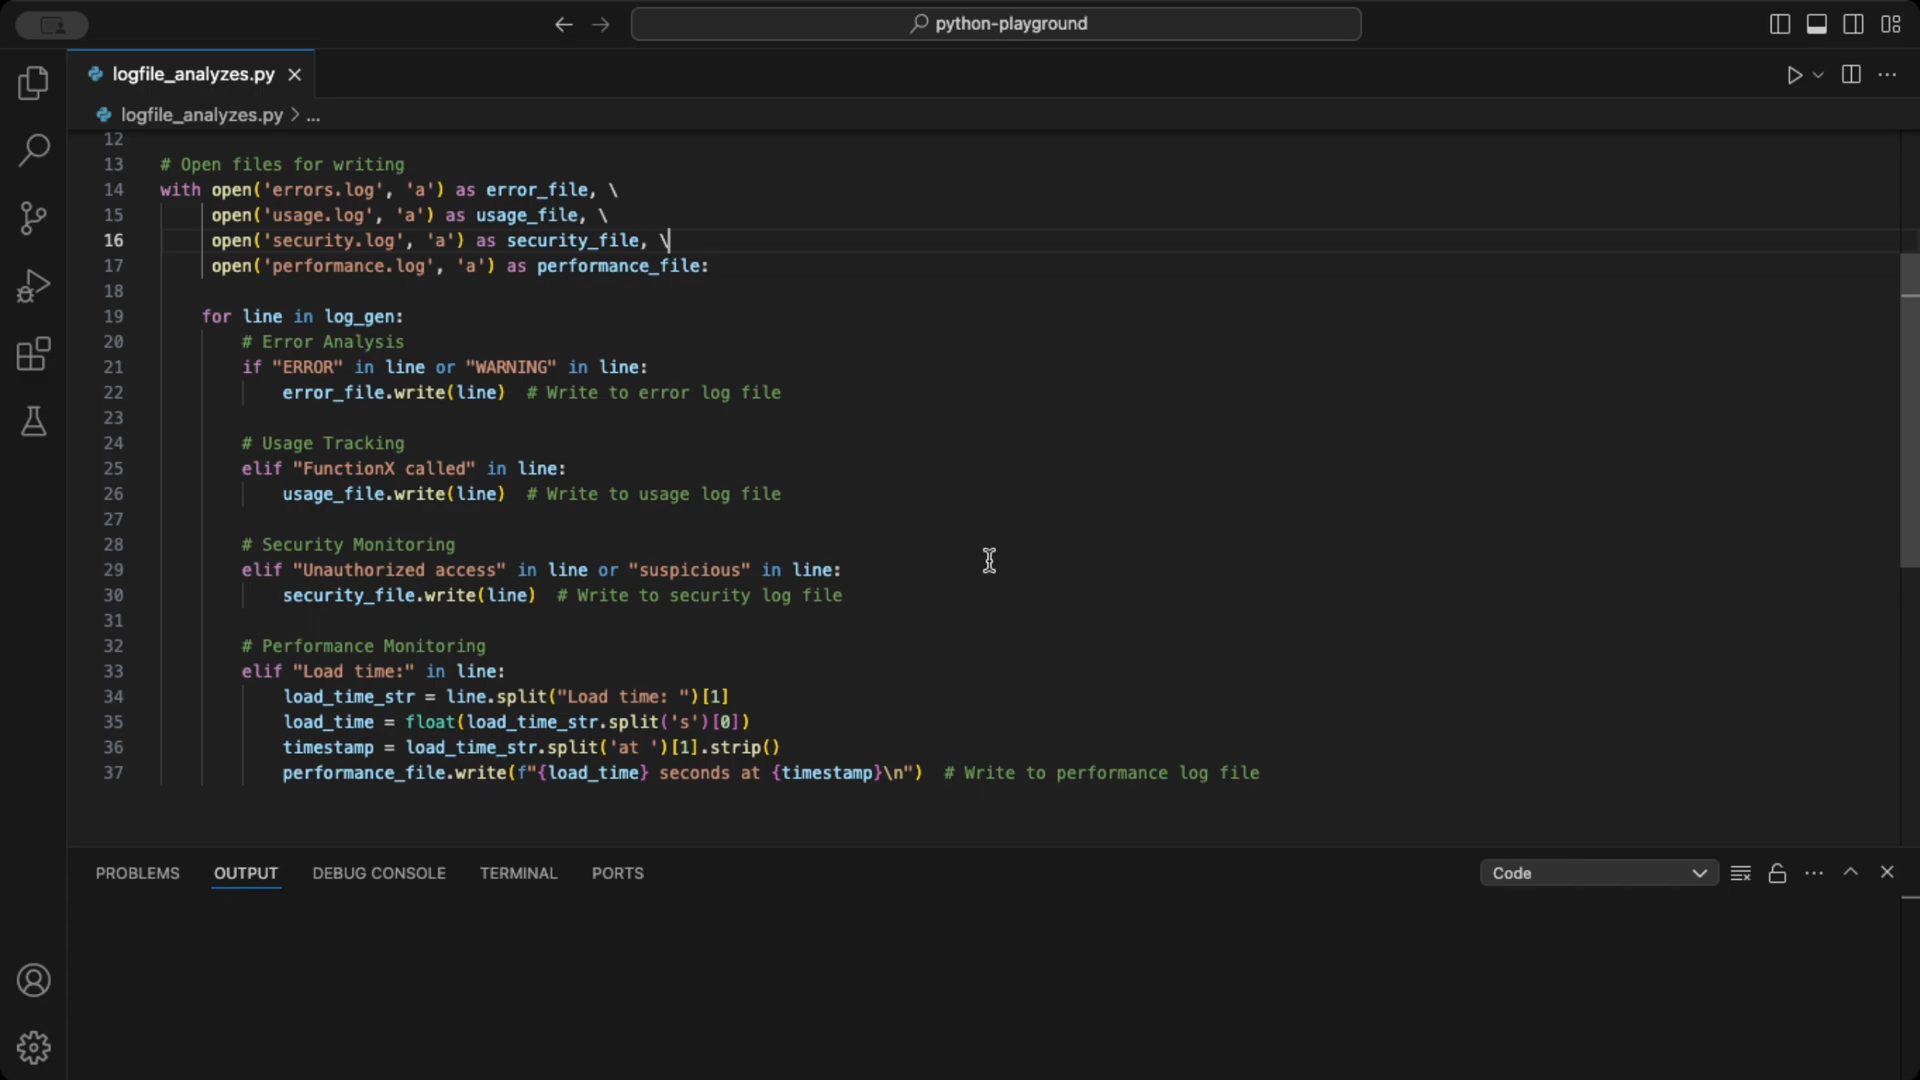 python-playground
logfile_analyzes.py
logfile_analyzes.py > ...
12
13 # Open files for writing
14 with open('errors.log', 'a') as error_file, \
15 open('usage.log', 'a') as usage_file, \
16 open('security.log', 'a') as security_file, \
17 open('performance.log', 'a') as performance_file:
18
19 for line in log_gen:
20 # Error Analysis
21 if "ERROR" in line or "WARNING" in line:
22 error_file.write(line)  # Write to error log file
23
24 # Usage Tracking
25 elif "FunctionX called" in line:
26 usage_file.write(line)  # Write to usage log file
27
28 # Security Monitoring
29 elif "Unauthorized access" in line or "suspicious" in line:
30 security_file.write(line)  # Write to security log file
31
32 # Performance Monitoring
33 elif "Load time:" in line:
34 load_time_str = line.split("Load time: ")[1]
35 load_time = float(load_time_str.split('s')[0])
36 timestamp = load_time_str.split('at ')[1].strip()
37 performance_file.write(f"{load_time} seconds at {timestamp}\n")  # Write to performance log file
PROBLEMS OUTPUT DEBUG CONSOLE TERMINAL PORTS Code